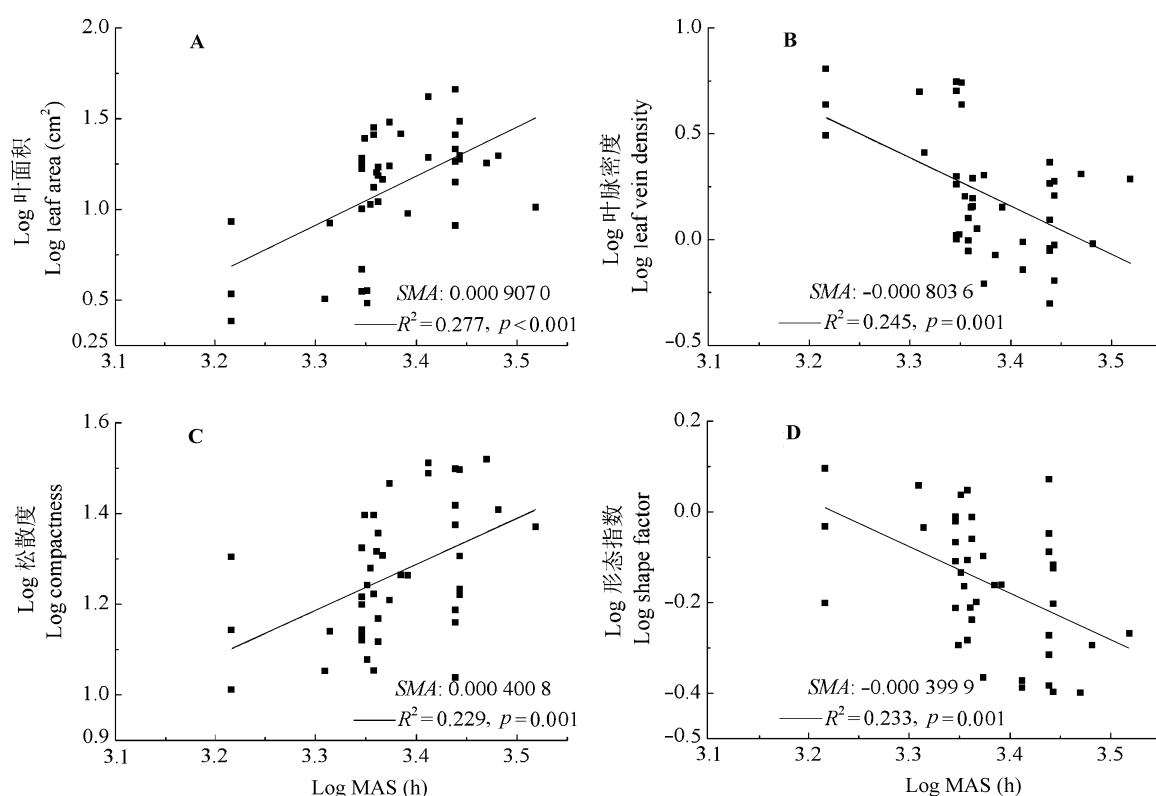 A
2.0
1.5
1.0
0.5
0.25
3.1 3.2 3.3 3.4 3.5
Log 叶面积
Log leaf area (cm²)
SMA: 0.000 907 0
R²=0.277, p<0.001
B
1.0
0.5
0.0
−0.5
3.1 3.2 3.3 3.4 3.5
Log 叶脉密度
Log leaf vein density
SMA: −0.000 803 6
R²=0.245, p=0.001
C
1.6
1.4
1.2
1.0
0.9
3.1 3.2 3.3 3.4 3.5
Log 松散度
Log compactness
SMA: 0.000 400 8
R²=0.229, p=0.001
Log MAS (h)
D
0.2
0.0
−0.2
−0.4
−0.5
3.1 3.2 3.3 3.4 3.5
Log 形态指数
Log shape factor
SMA: −0.000 399 9
R²=0.233, p=0.001
Log MAS (h)